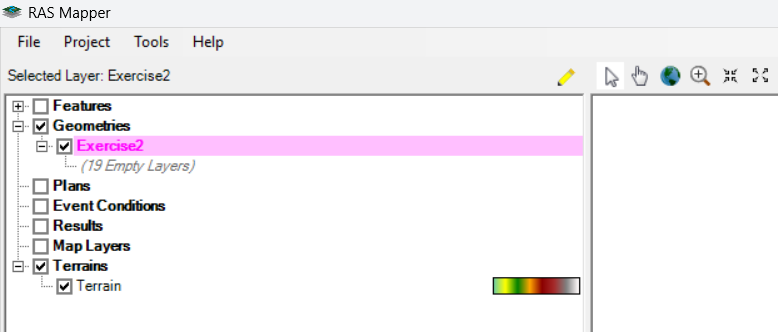 RAS Mapper
File Project Tools Help
Selected Layer: Exercise2
Features
Geometries
Exercise2
(19 Empty Layers)
Plans
Event Conditions
Results
Map Layers
Terrains
Terrain